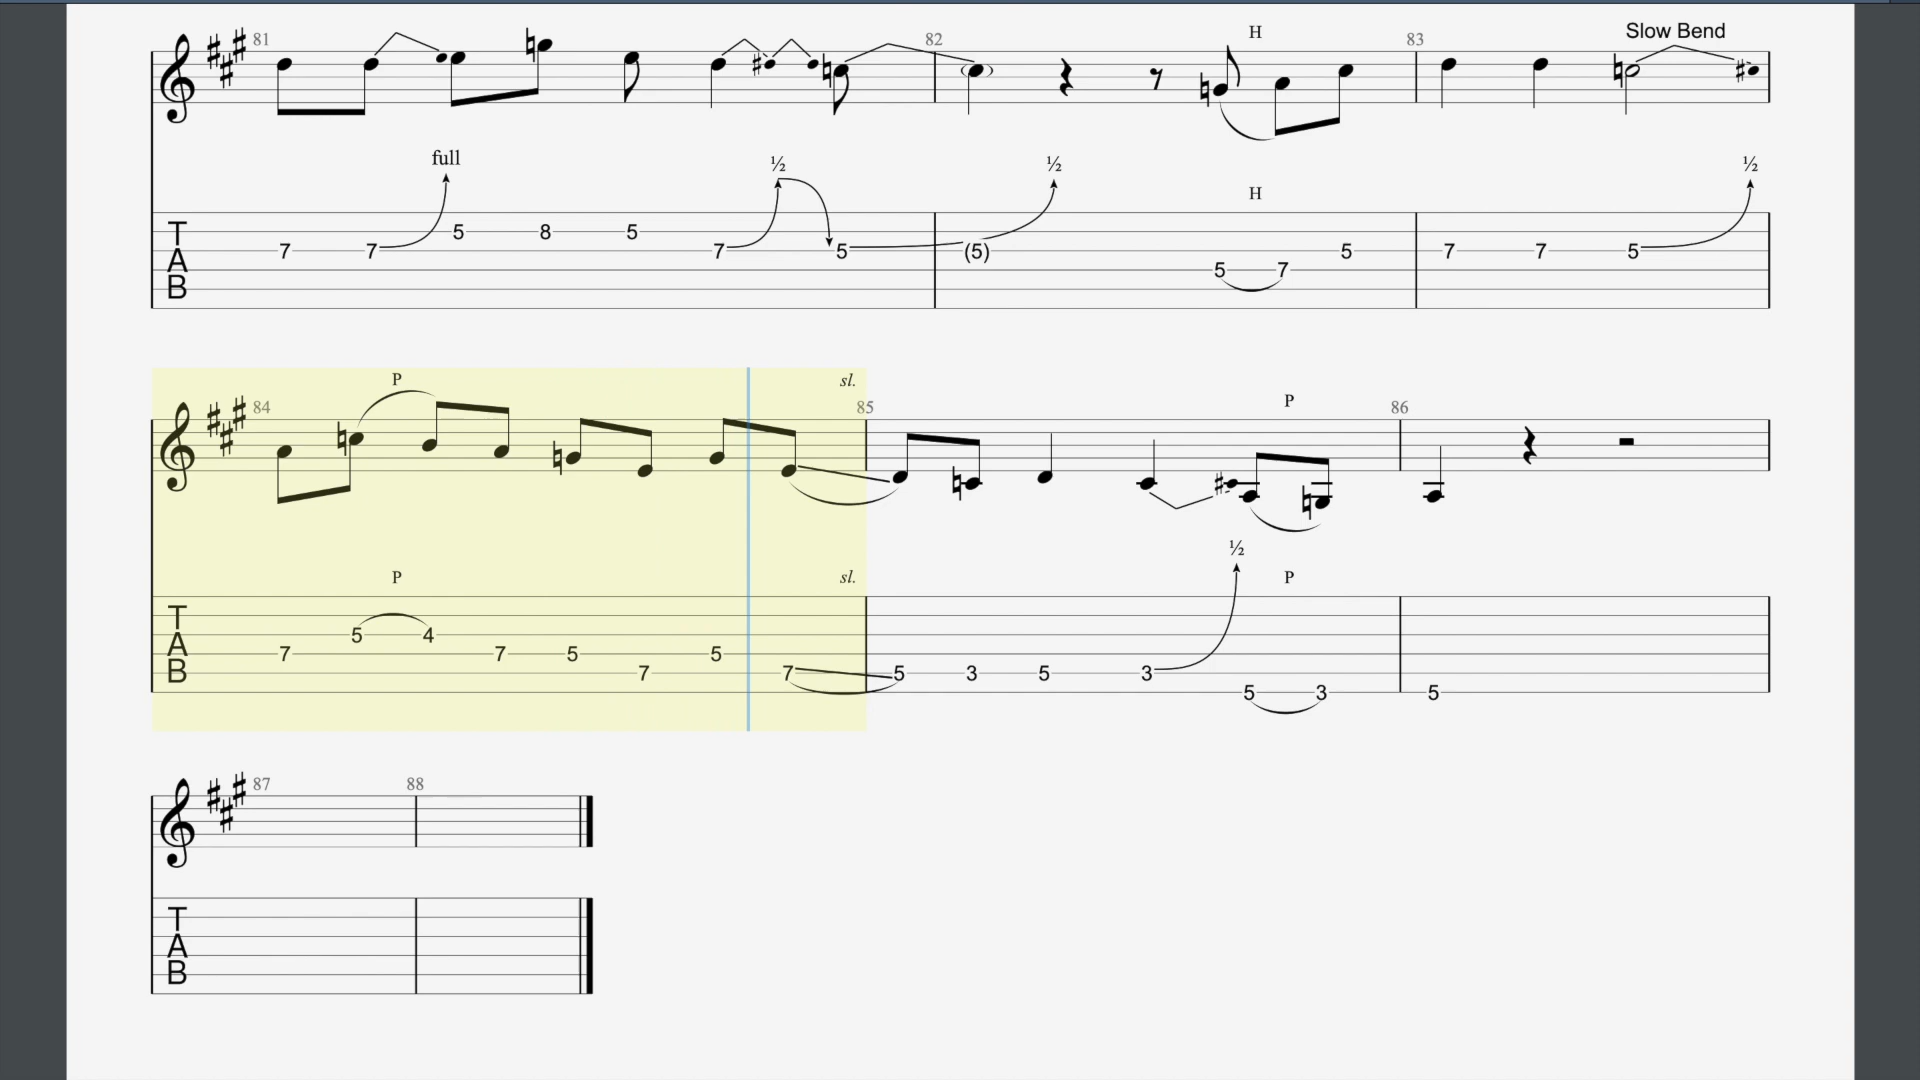 81 82 H 83 Slow Bend
full ½ ½ H ½
T A B
7 7 5 8 5 7 5 (5) 5 7 5 7 7 5
84 P sl. 85 P 86
P sl. ½ P
T A B
7 5 4 7 5 7 5 7 5 3 5 3 5 3 5
87 88
T A B